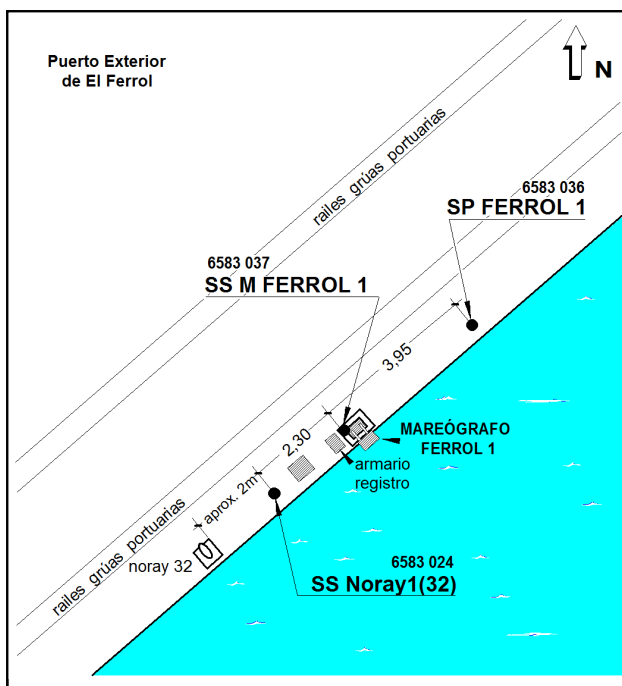 Puerto Exterior
de El Ferrol
N
railes grúas portuarias
6583 036
SP FERROL 1
6583 037
SS M FERROL 1
3,95
MAREÓGRAFO
FERROL 1
2,30
armario
registro
aprox. 2m
noray 32
railes grúas portuarias
6583 024
SS Noray1(32)